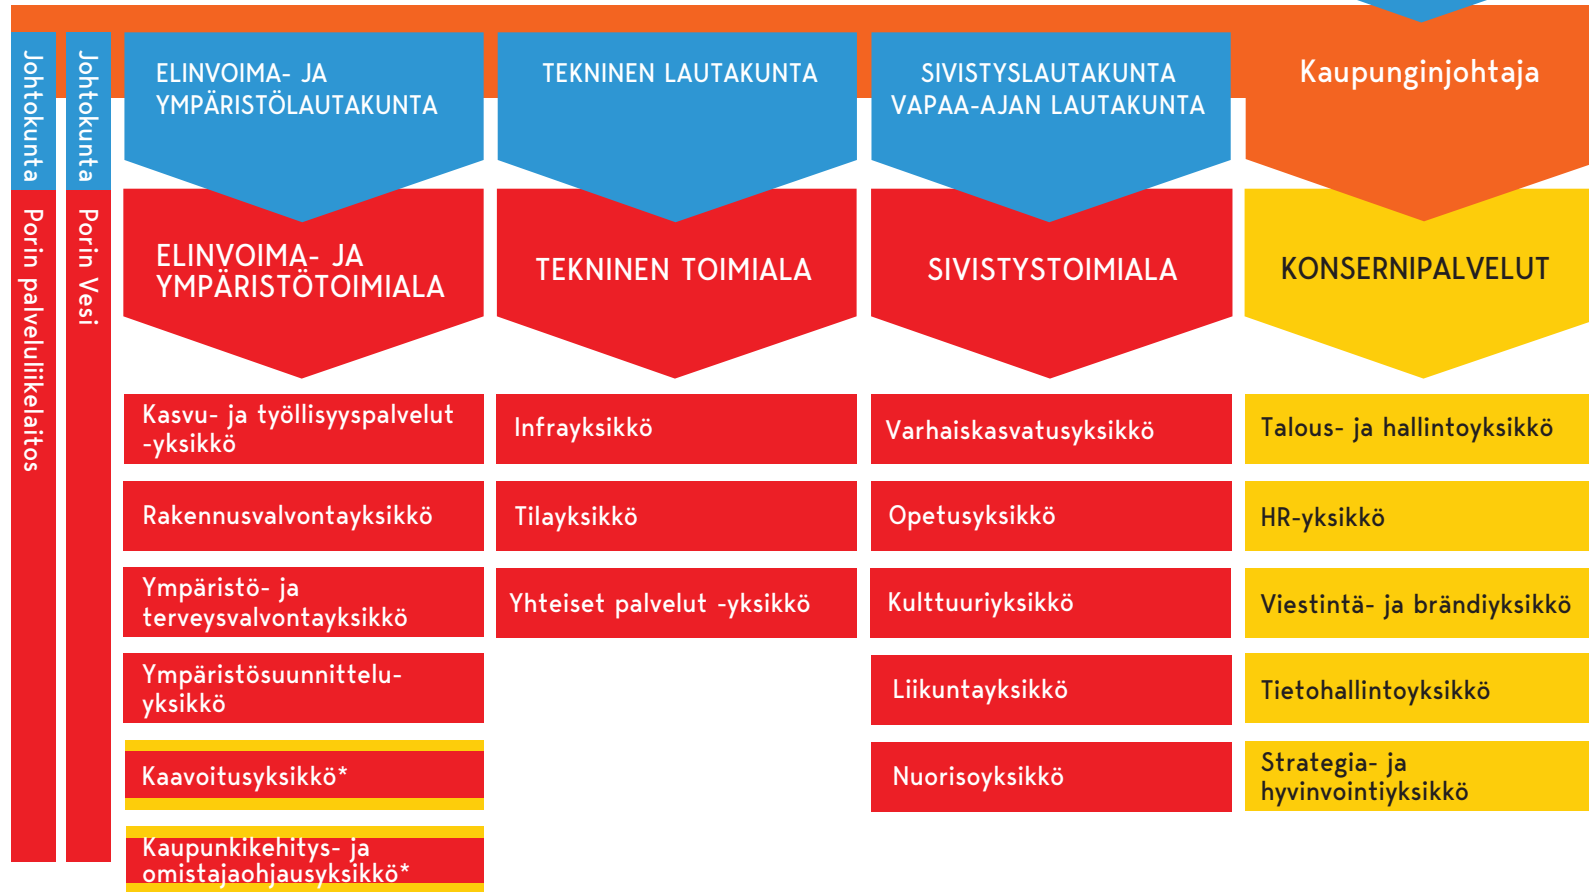 Johtokunta Porin palveluliikelaitos
Johtokunta Porin Vesi
ELINVOIMA- JA
YMPÄRISTÖLAUTAKUNTA
TEKNINEN LAUTAKUNTA
SIVISTYSLAUTAKUNTA
VAPAA-AJAN LAUTAKUNTA
Kaupunginjohtaja
ELINVOIMA- JA
YMPÄRISTÖTOIMIALA
TEKNINEN TOIMIALA
SIVISTYSTOIMIALA
KONSERNIPALVELUT
Kasvu- ja työllisyyspalvelut
-yksikkö
Rakennusvalvontayksikkö
Ympäristö- ja
terveysvalvontayksikkö
Ympäristösuunnittelu-
yksikkö
Kaavoitusyksikkö*
Kaupunkikehitys- ja
omistajaohjausyksikkö*
Infrayksikkö
Tilayksikkö
Yhteiset palvelut -yksikkö
Varhaiskasvatusyksikkö
Opetusyksikkö
Kulttuuriyksikkö
Liikuntayksikkö
Nuorisoyksikkö
Talous- ja hallintoyksikkö
HR-yksikkö
Viestintä- ja brändiyksikkö
Tietohallintoyksikkö
Strategia- ja
hyvinvointiyksikkö